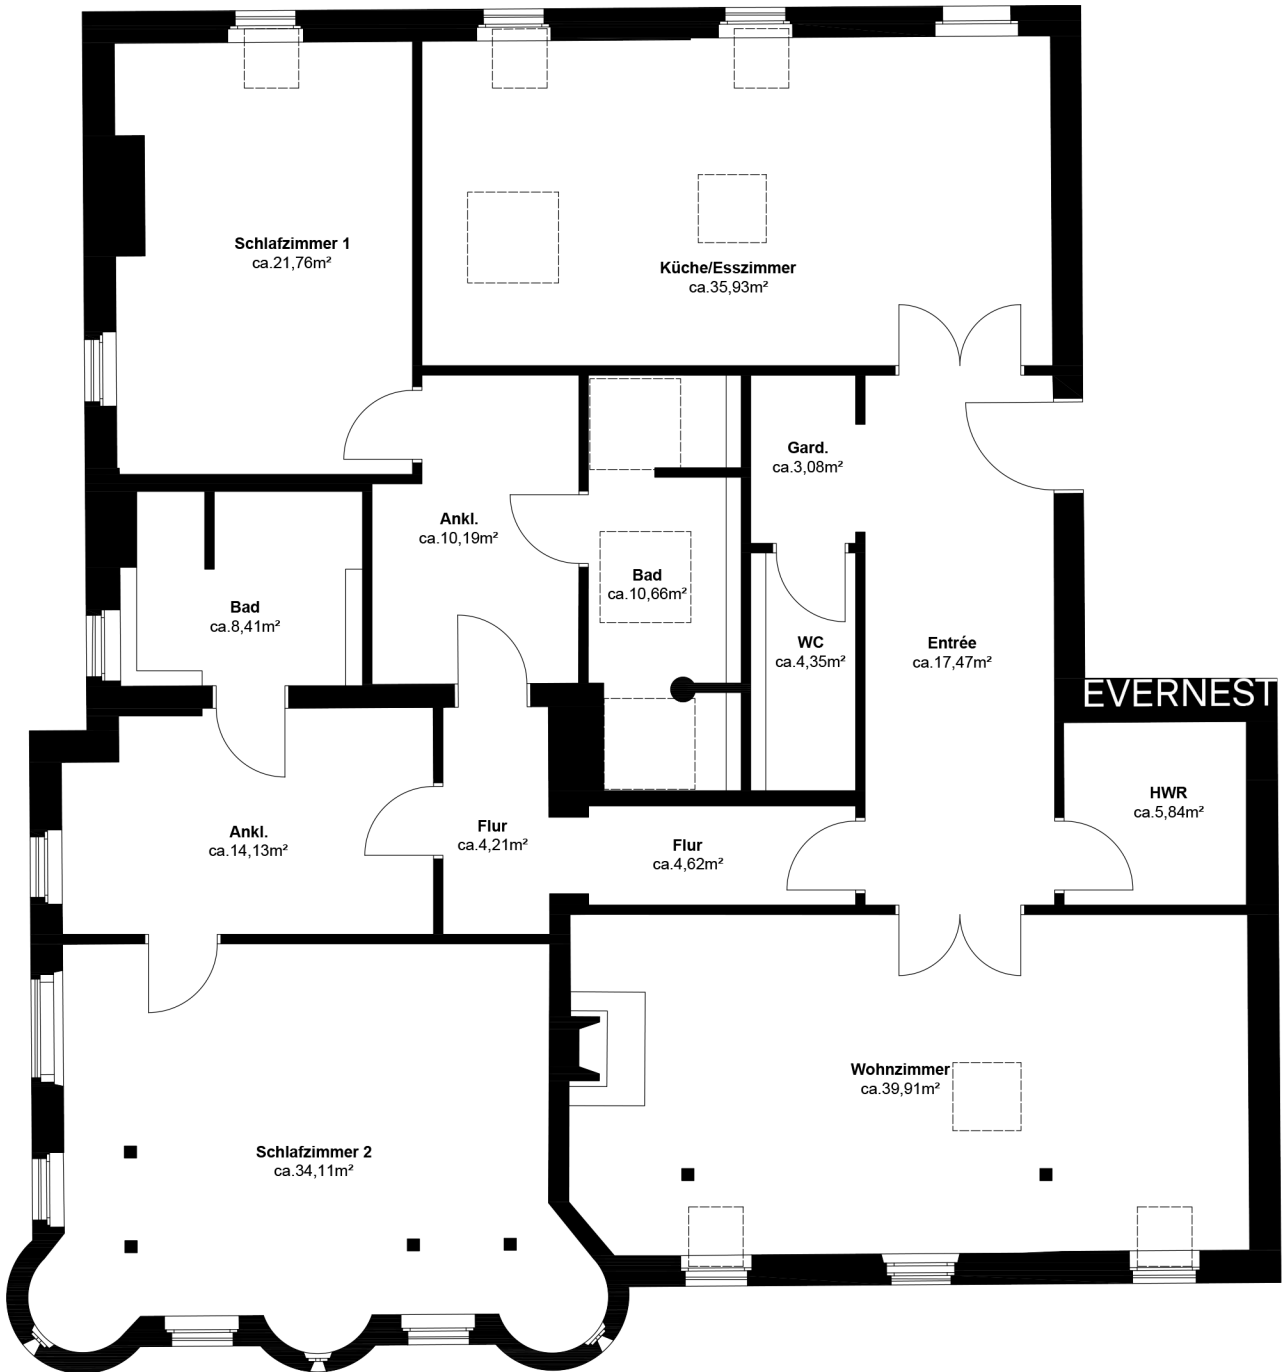 Schlafzimmer 1
ca.21,76m²
Küche/Esszimmer
ca.35,93m²
Gard.
ca.3,08m²
Ankl.
ca.10,19m²
Bad
ca.10,66m²
Bad
ca.8,41m²
WC
ca.4,35m²
Entrée
ca.17,47m²
EVERNEST
HWR
ca.5,84m²
Ankl.
ca.14,13m²
Flur
ca.4,21m²
Flur
ca.4,62m²
Wohnzimmer
ca.39,91m²
Schlafzimmer 2
ca.34,11m²